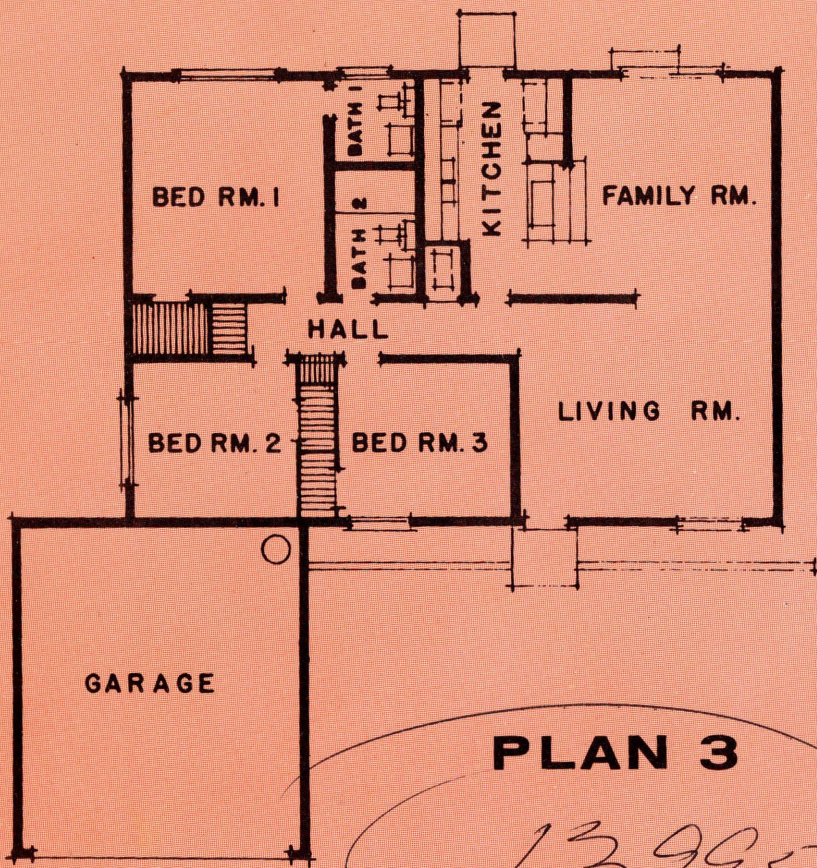 BED RM. 1
BATH 1
BATH 2
KITCHEN
FAMILY RM.
HALL
BED RM. 2
BED RM. 3
LIVING RM.
GARAGE
PLAN 3